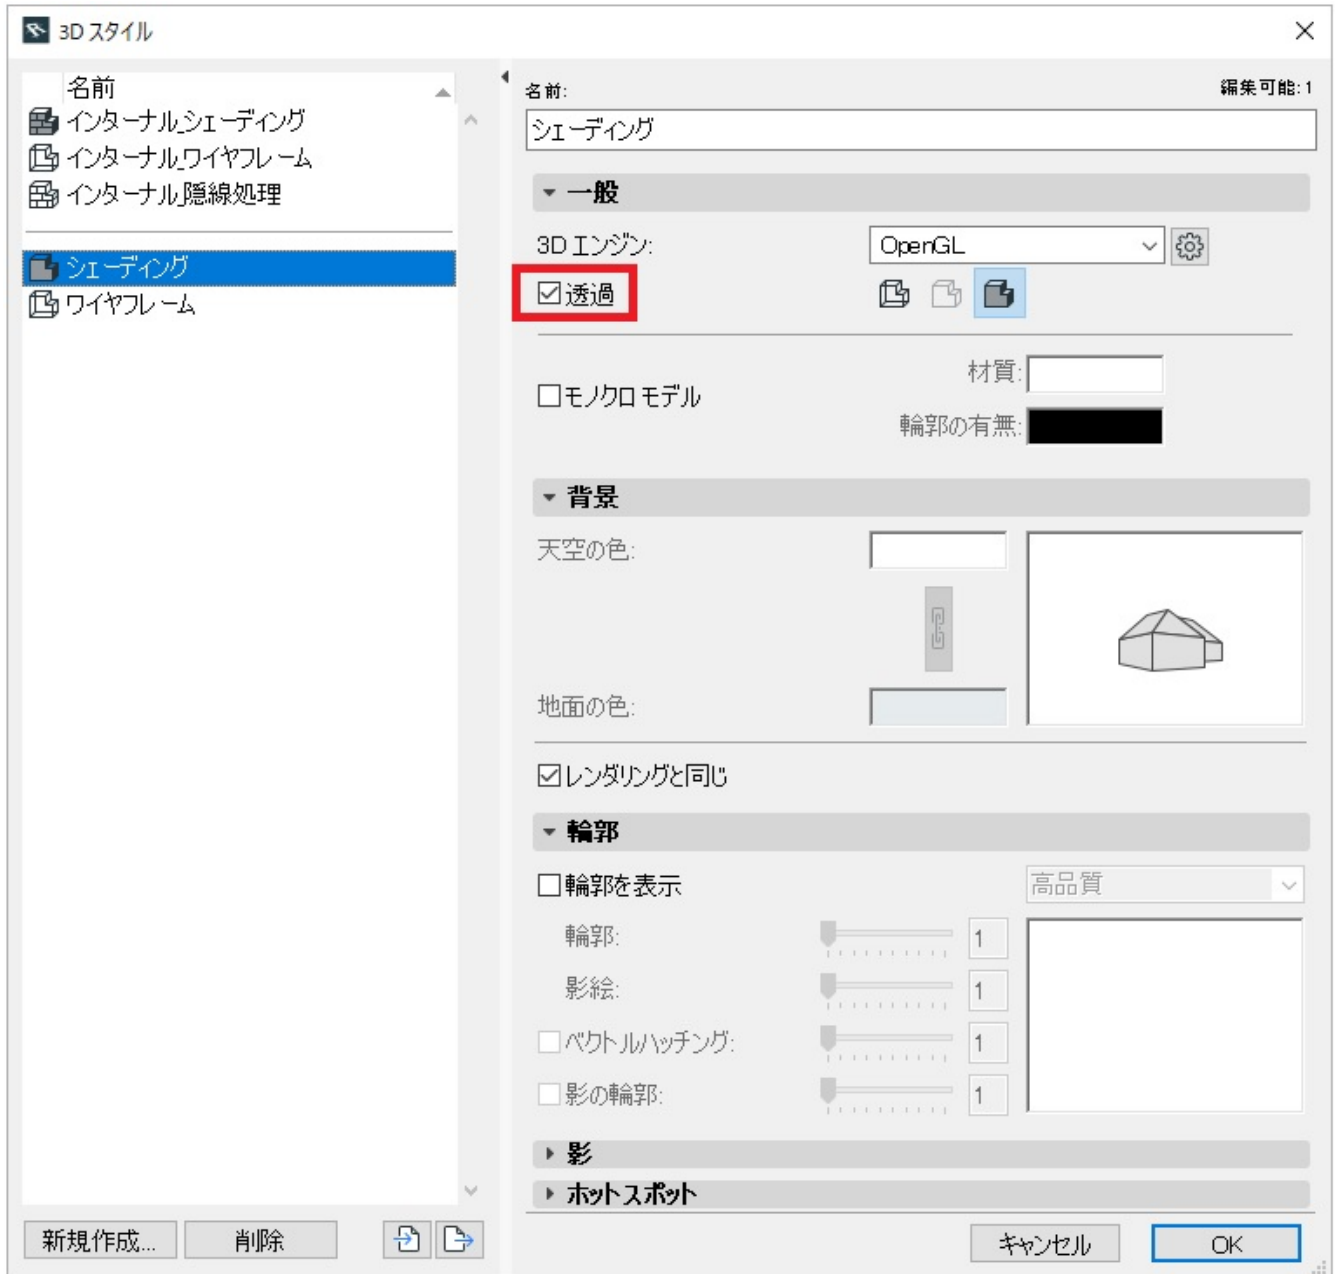 3D スタイル
名前
インターナル_シェーディング
インターナル_ワイヤフレーム
インターナル_隠線処理
シェーディング
ワイヤフレーム
新規作成...
削除
名前:
編集可能: 1
シェーディング
一般
3D エンジン:
OpenGL
透過
モノクロ モデル
材質:
輪郭の有無:
背景
天空の色:
地面の色:
レンダリングと同じ
輪郭
輪郭を表示
高品質
輪郭:
1
影絵:
1
ベクトルハッチング:
1
影の輪郭:
1
影
ホットスポット
キャンセル
OK